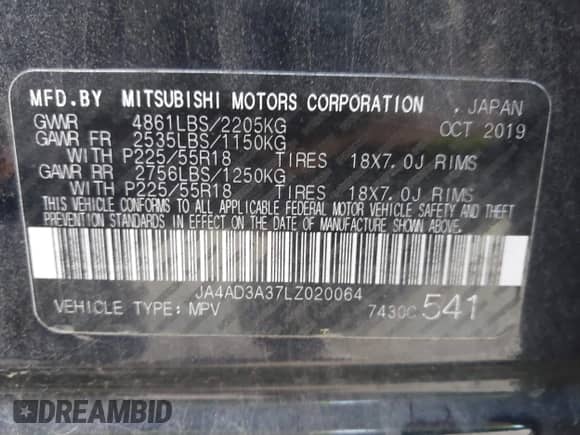 MFD.BY MITSUBISHI MOTORS CORPORATION . JAPAN
GVWR 4861LBS/2205KG OCT 2019
GAWR FR 2535LBS/1150KG
WITH P225/55R18 TIRES 18X7.0J RIMS
GAWR RR 2756LBS/1250KG
WITH P225/55R18 TIRES 18X7.0J RIMS
THIS VEHICLE CONFORMS TO ALL APPLICABLE FEDERAL MOTOR VEHICLE SAFETY AND THEFT
PREVENTION STANDARDS IN EFFECT ON THE DATE OF MANUFACTURE SHOWN ABOVE.
JA4AD3A37LZ020064
VEHICLE TYPE: MPV 7430C 541
DREAMBID